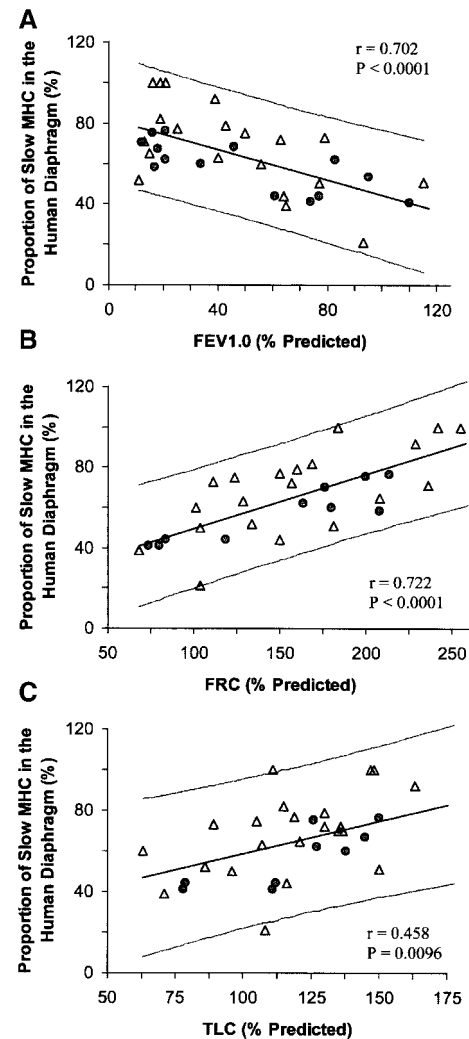 A
Proportion of Slow MHC in the
Human Diaphragm (%)
120
80
40
0
r = 0.702
P < 0.0001
0 40 80 120
FEV1.0 (% Predicted)
B
Proportion of Slow MHC in the
Human Diaphragm (%)
120
80
40
0
r = 0.722
P < 0.0001
50 100 150 200 250
FRC (% Predicted)
C
Proportion of Slow MHC in the
Human Diaphragm (%)
120
80
40
0
r = 0.458
P = 0.0096
50 75 100 125 150 175
TLC (% Predicted)